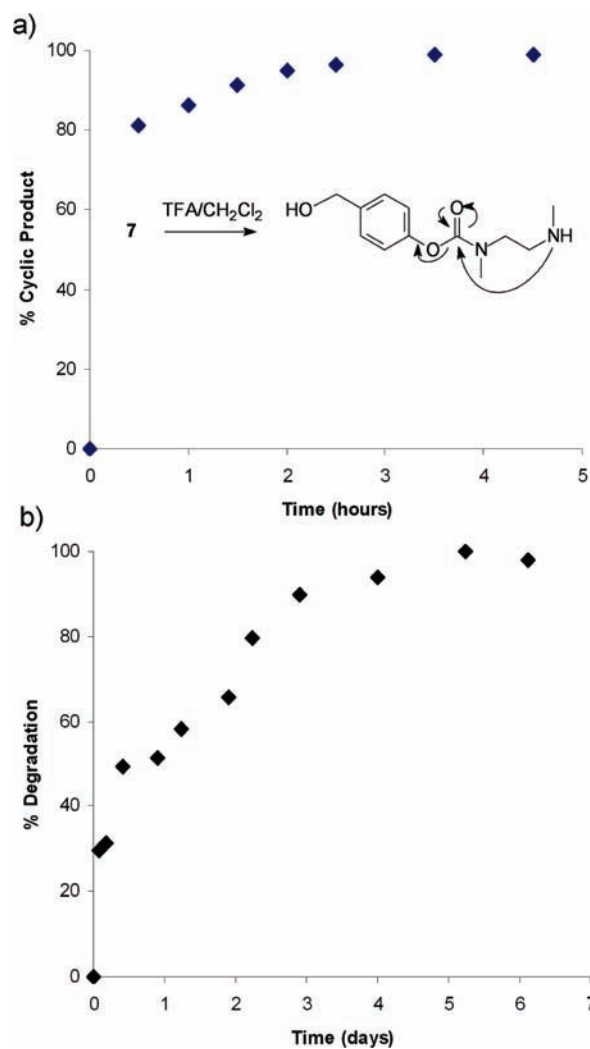 a)
100
80
60
40
20
0
% Cyclic Product
7
TFA/CH2Cl2
HO
O
O
N
NH
0 1 2 3 4 5
Time (hours)
b)
100
80
60
40
20
0
% Degradation
0 1 2 3 4 5 6 7
Time (days)